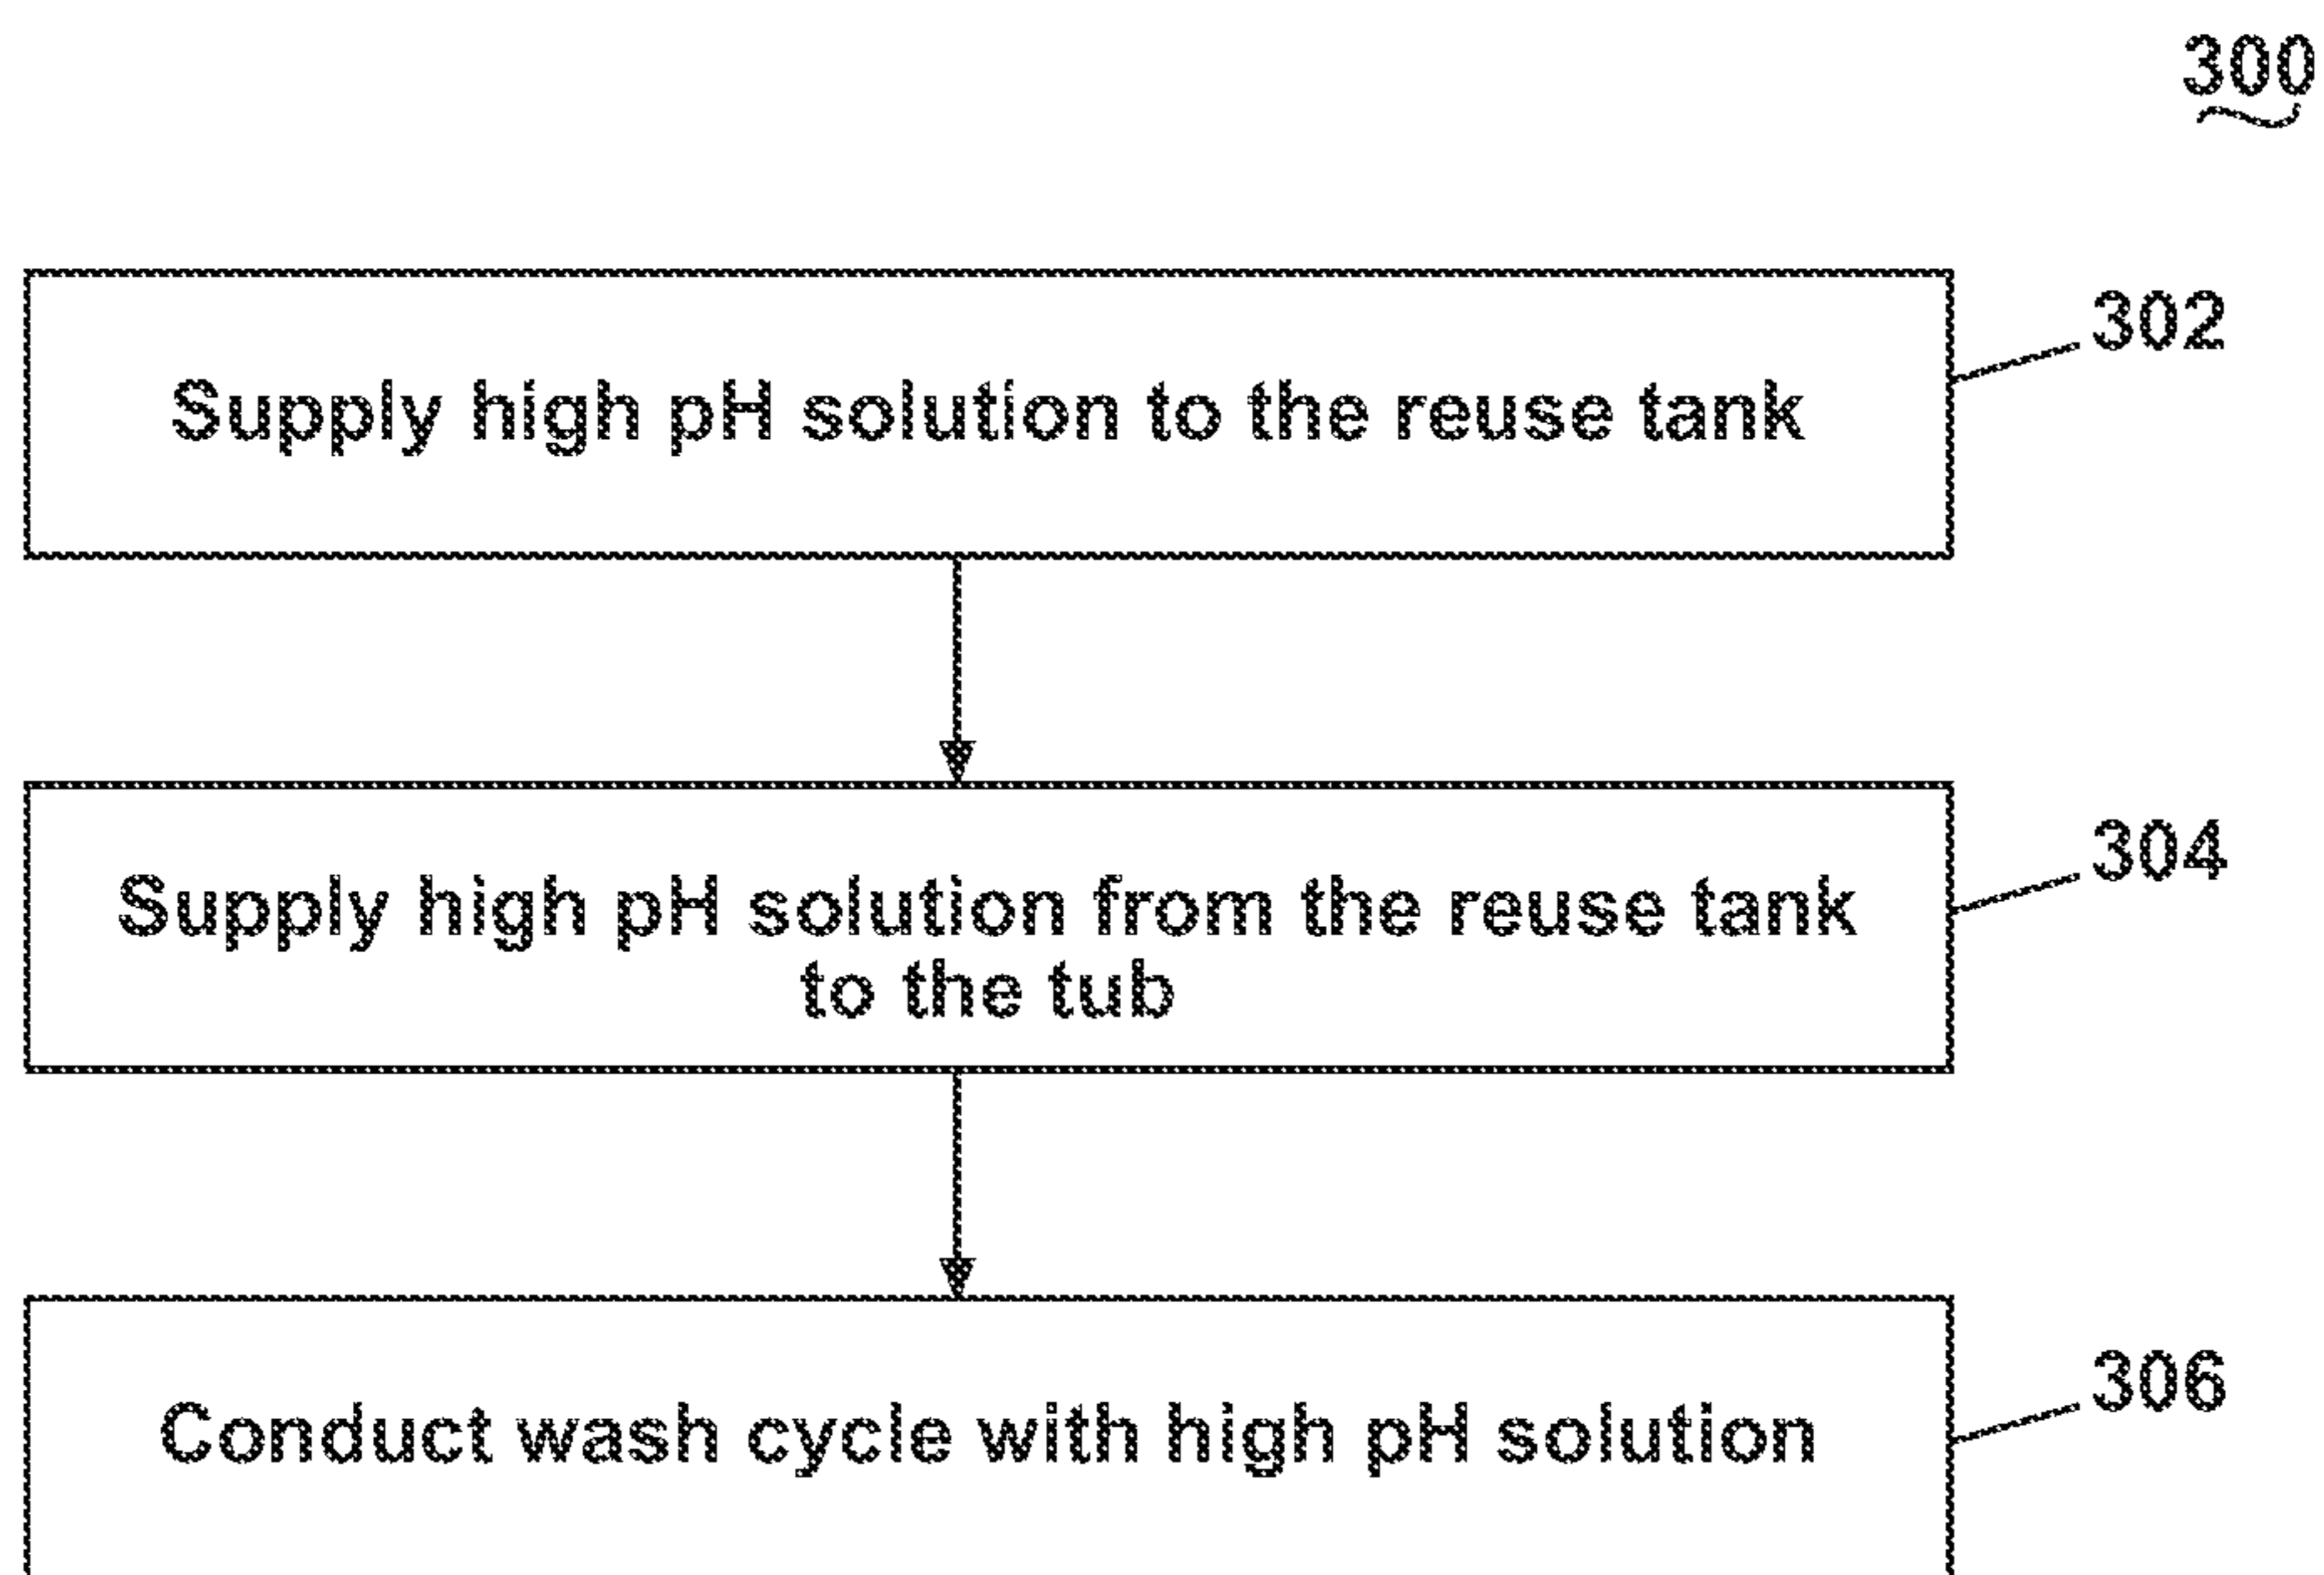 300
302
Supply high pH solution to the reuse tank
304
Supply high pH solution from the reuse tank
to the tub
306
Conduct wash cycle with high pH solution